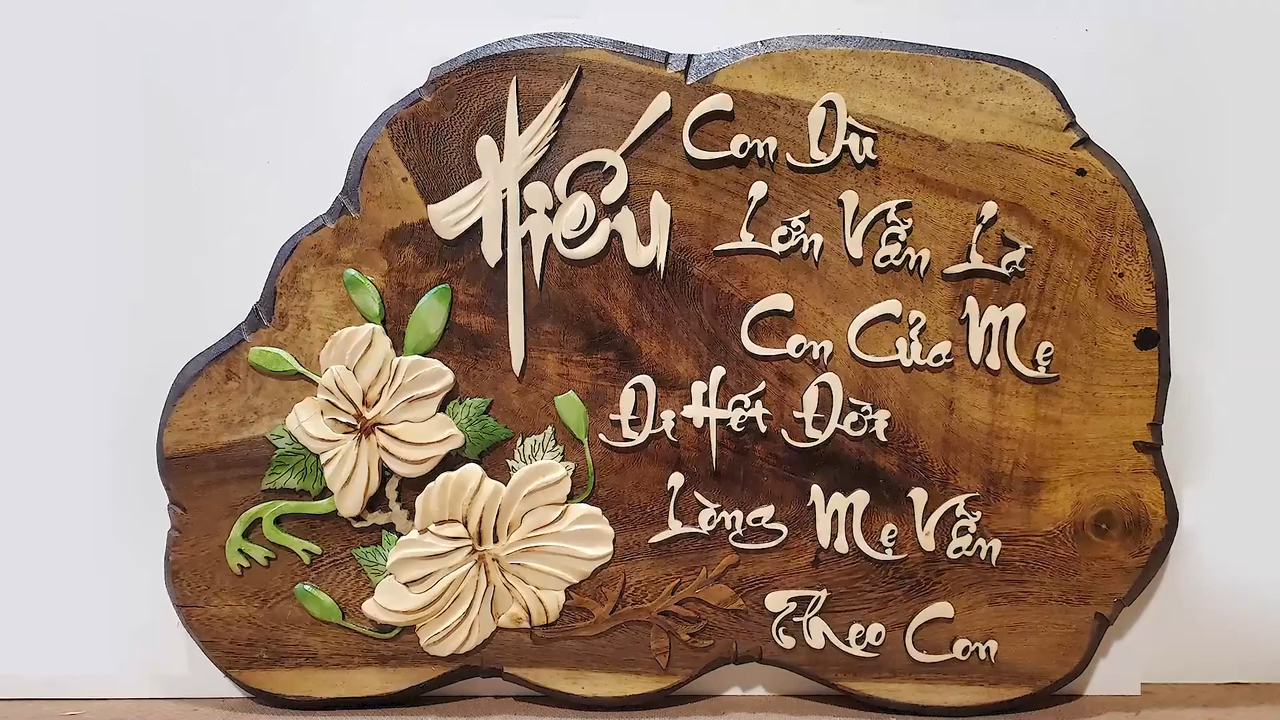 Hiếu
Con Dù
Lớn Vẫn Là
Con Của Mẹ
Đi Hết Đời
Lòng Mẹ Vẫn
Theo Con